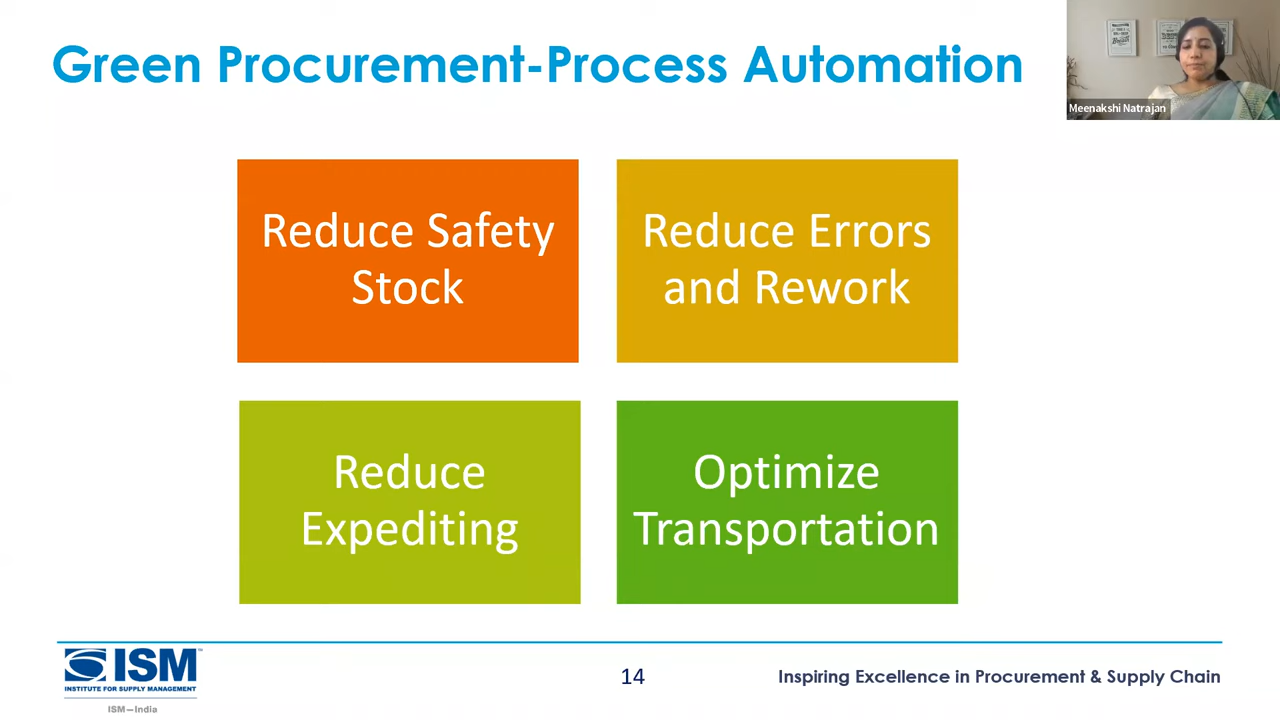 Green Procurement-Process Automation
Meenakshi Natrajan
Reduce Safety
Stock
Reduce Errors
and Rework
Reduce
Expediting
Optimize
Transportation
ISM™
INSTITUTE FOR SUPPLY MANAGEMENT
ISM—India
14
Inspiring Excellence in Procurement & Supply Chain